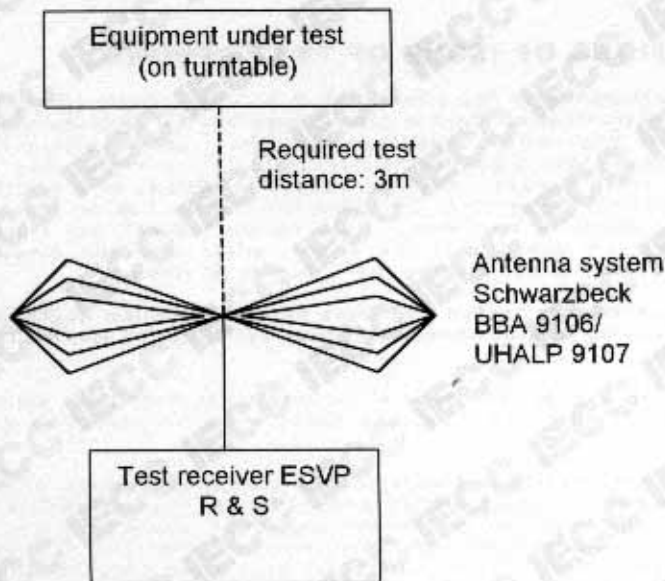 Equipment under test
(on turntable)
Required test
distance: 3m
Antenna system
Schwarzbeck
BBA 9106/
UHALP 9107
Test receiver ESVP
R & S